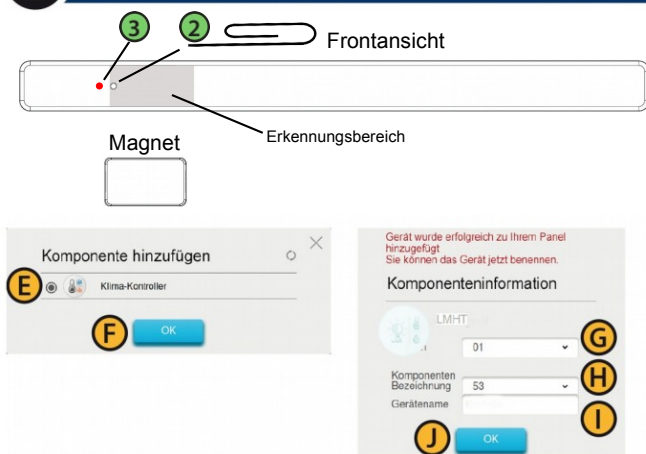 3
2
Frontansicht
Erkennungsbereich
Magnet
Komponente hinzufügen
E
Klima-Kontroller
F
OK
Gerät wurde erfolgreich zu Ihrem Panel
hinzugefügt
Sie können das Gerät jetzt benennen.
Komponenteninformation
LMHT
01
G
Komponenten
Bezeichnung
53
H
Gerätename
I
J
OK